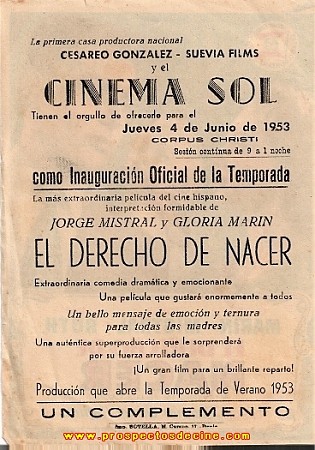 La primera casa productora nacional
CESAREO GONZALEZ - SUEVIA FILMS
y el
CINEMA SOL
Tienen el orgullo de ofrecerle para el
Jueves 4 de Junio de 1953
CORPUS CHRISTI
Sesión contínua de 9 a 1 noche
como Inauguración Oficial de la Temporada
La más extraordinaria película del cine hispano,
interpretación formidable de
JORGE MISTRAL y GLORIA MARIN
EL DERECHO DE NACER
Extraordinaria comedia dramática y emocionante
Una película que gustará enormemente a todos
Un bello mensaje de emoción y ternura
para todas las madres
Una auténtica superproducción que le sorprenderá
por su fuerza arrolladora
¡Un gran film para un brillante reparto!
Producción que abre la Temporada de Verano 1953
UN COMPLEMENTO
Imp. BOTELLA, M.
www.prospectosdecine.com